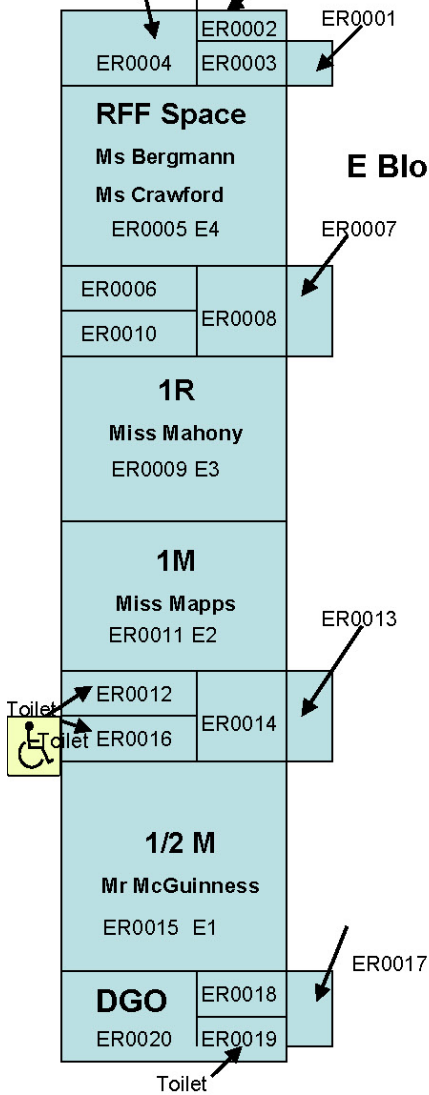 ER0001
ER0002
ER0004
ER0003
RFF Space
Ms Bergmann
Ms Crawford
ER0005 E4
E Blo
ER0007
ER0006
ER0008
ER0010
1R
Miss Mahony
ER0009 E3
1M
Miss Mapps
ER0011 E2
ER0013
ER0012
Toilet
ER0014
Toilet
ER0016
1/2 M
Mr McGuinness
ER0015 E1
ER0017
DGO
ER0018
ER0020
ER0019
Toilet